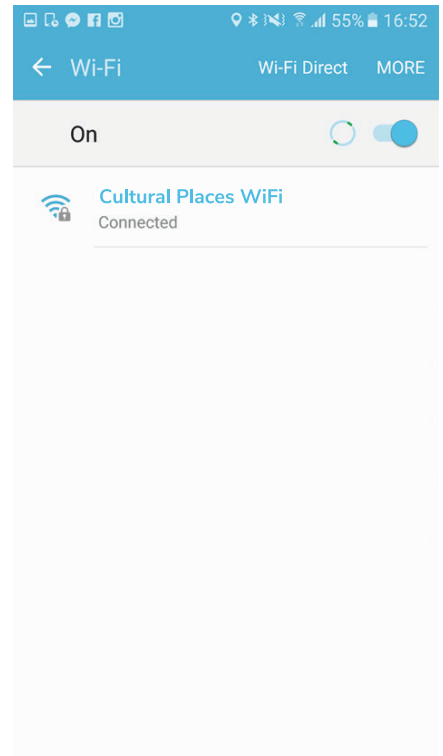 55% 16:52
Wi-Fi Wi-Fi Direct MORE
On
Cultural Places WiFi
Connected